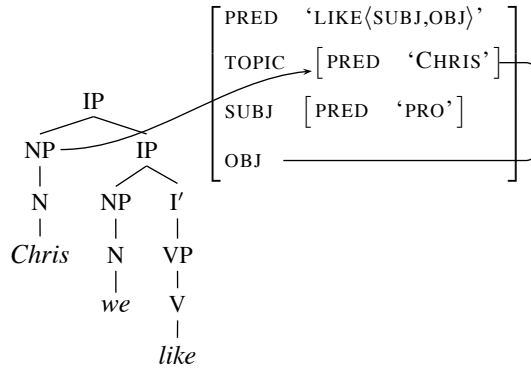 PRED ‘LIKE⟨SUBJ,OBJ⟩’
TOPIC [PRED ‘CHRIS’]
SUBJ [PRED ‘PRO’]
OBJ
IP
NP IP
N NP I′
Chris N VP
we V
like